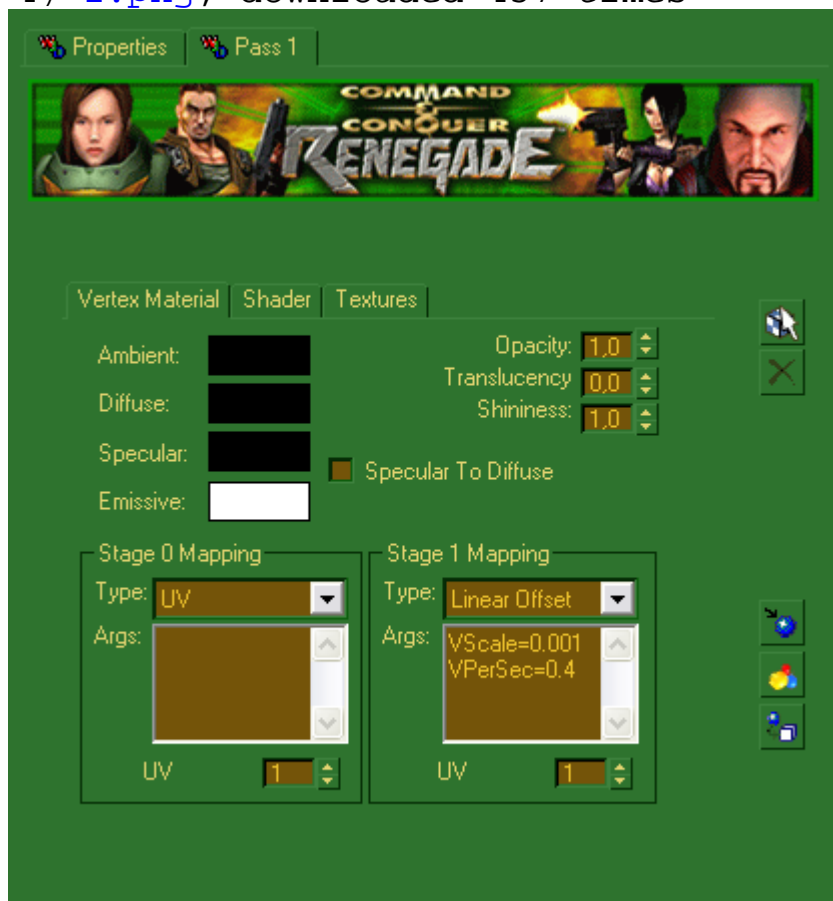 Properties
Pass 1
COMMAND
&
CONQUER
RENEGADE
Vertex Material
Shader
Textures
Ambient:
Opacity: 1,0
Translucency 0,0
Diffuse:
Shininess: 1,0
Specular:
Specular To Diffuse
Emissive:
Stage 0 Mapping
Type: UV
Args:
UV 1
Stage 1 Mapping
Type: Linear Offset
Args: VScale=0.001
VPerSec=0.4
UV 1